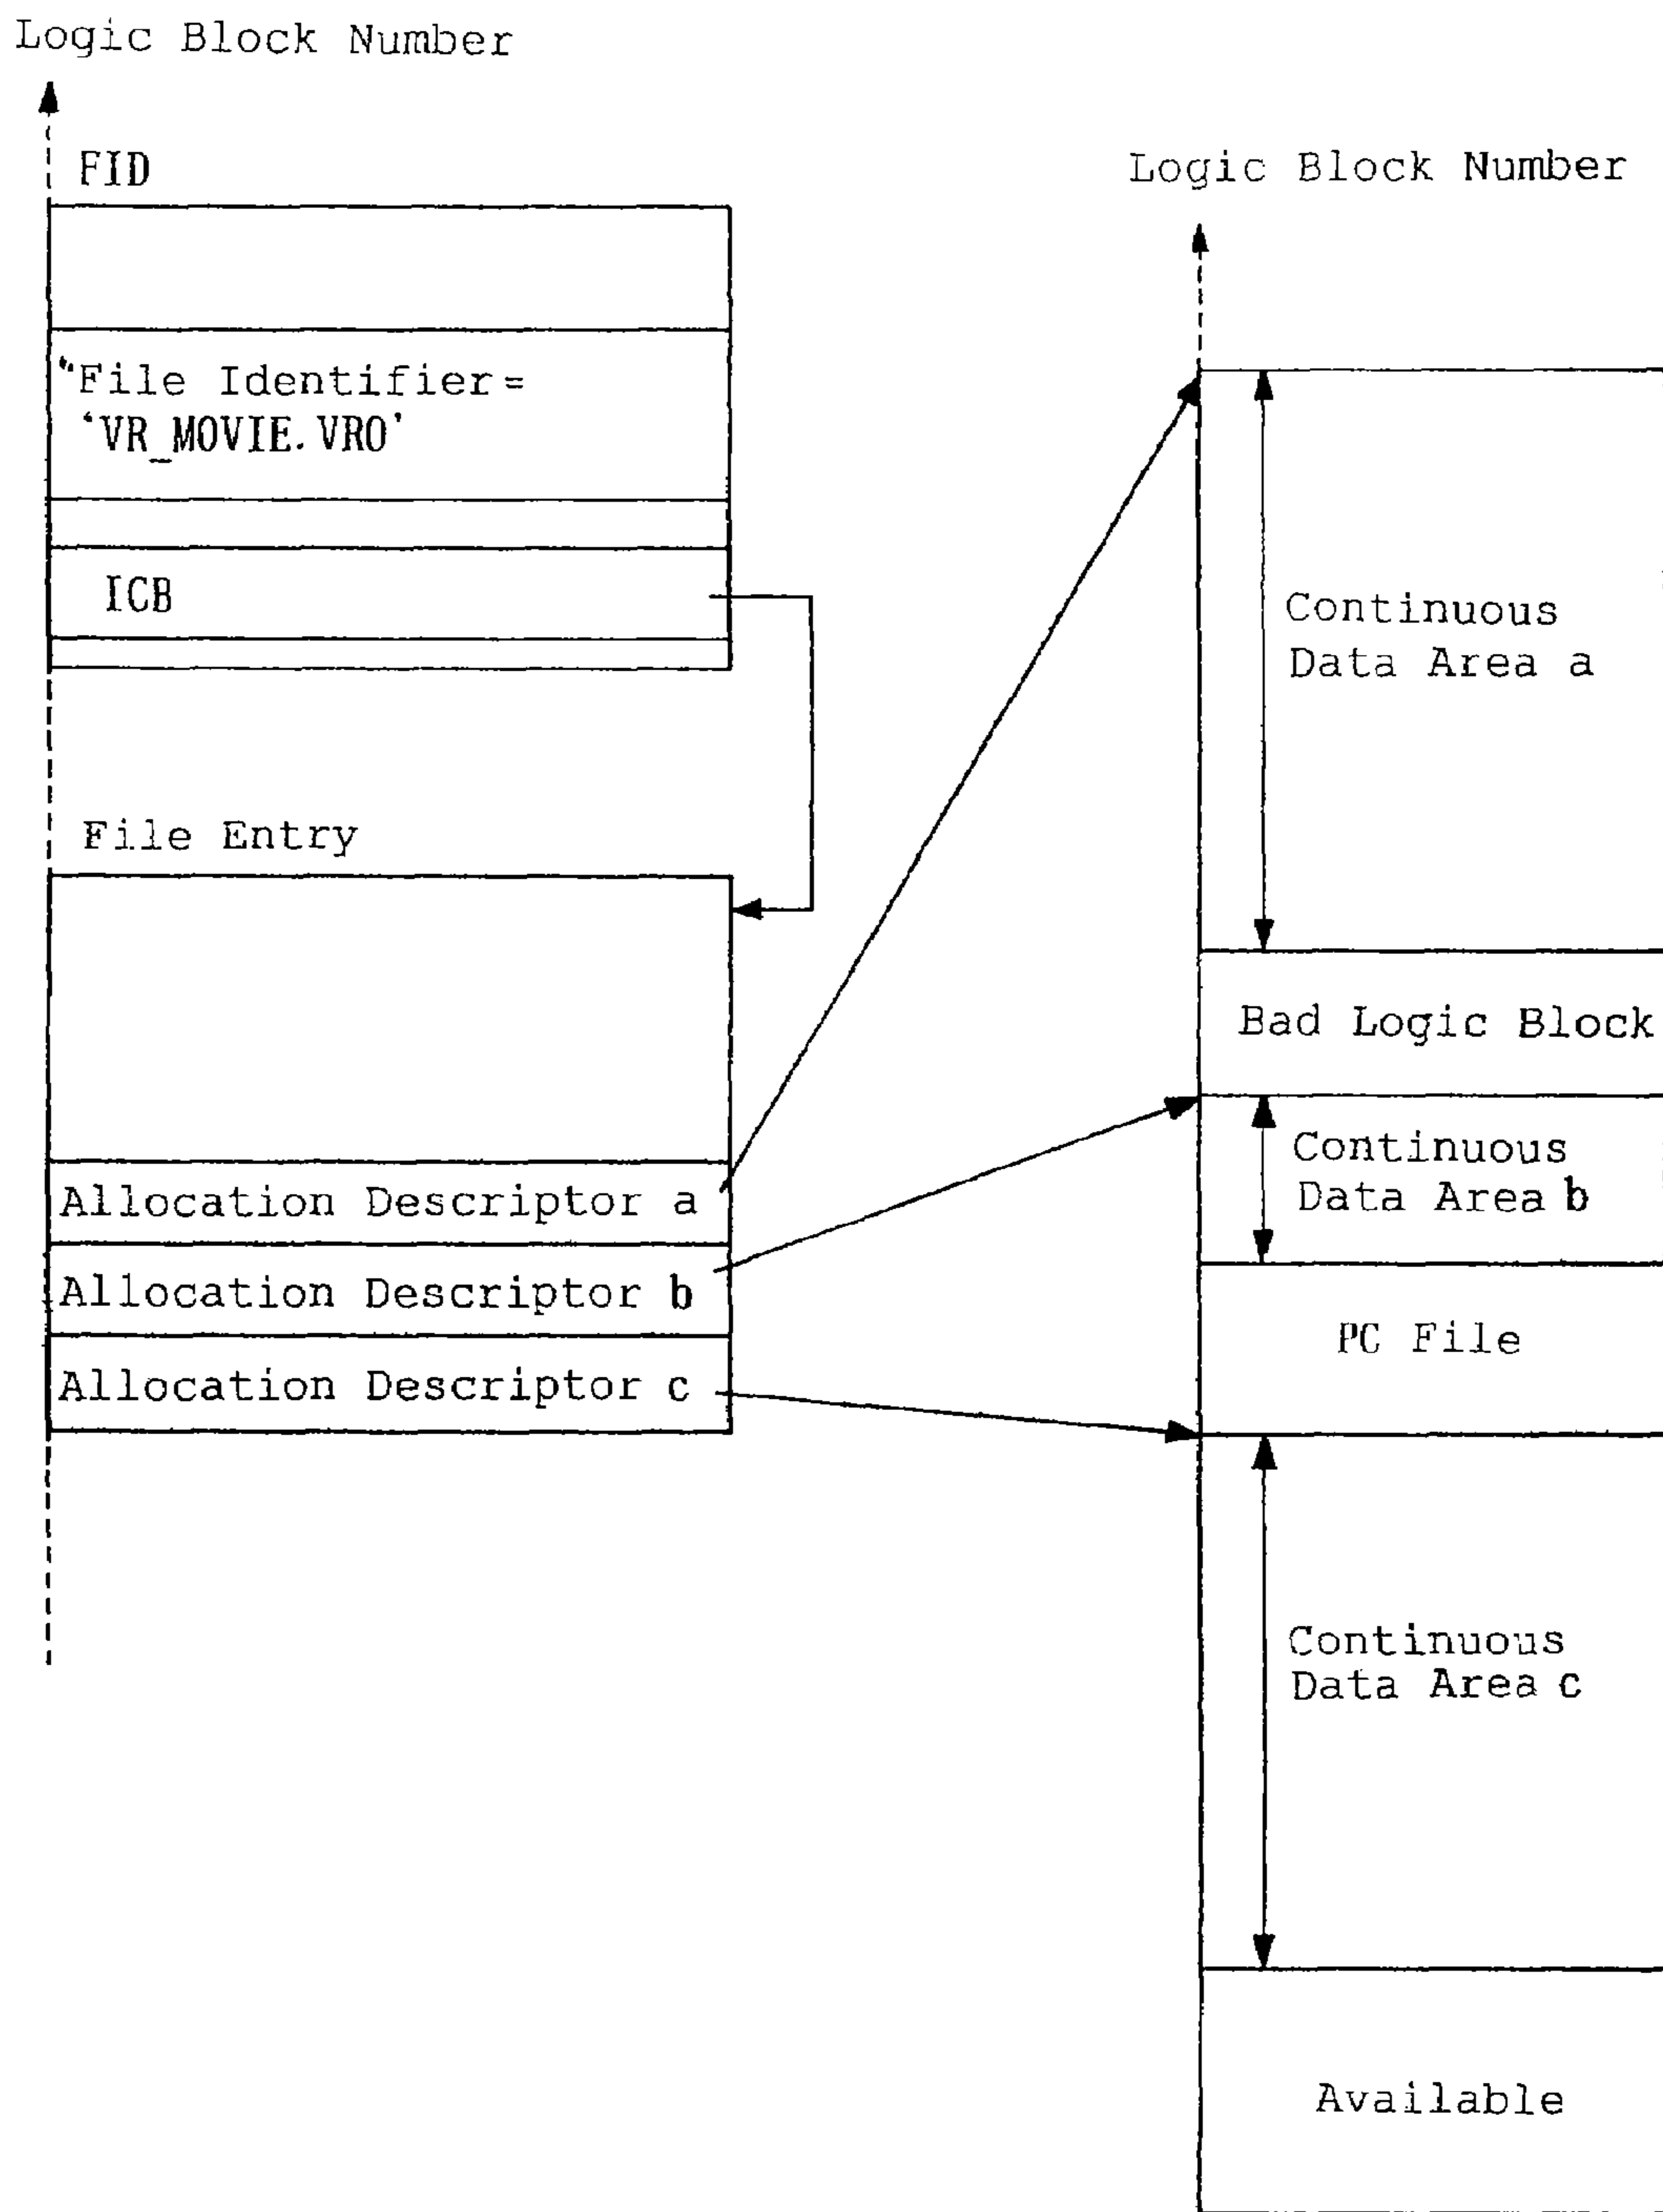 Logic Block Number
FID
"File Identifier=
‘VR_MOVIE.VRO’
ICB
File Entry
Allocation Descriptor a
Allocation Descriptor b
Allocation Descriptor c
Logic Block Number
Continuous
Data Area a
Bad Logic Block
Continuous
Data Area b
PC File
Continuous
Data Area c
Available